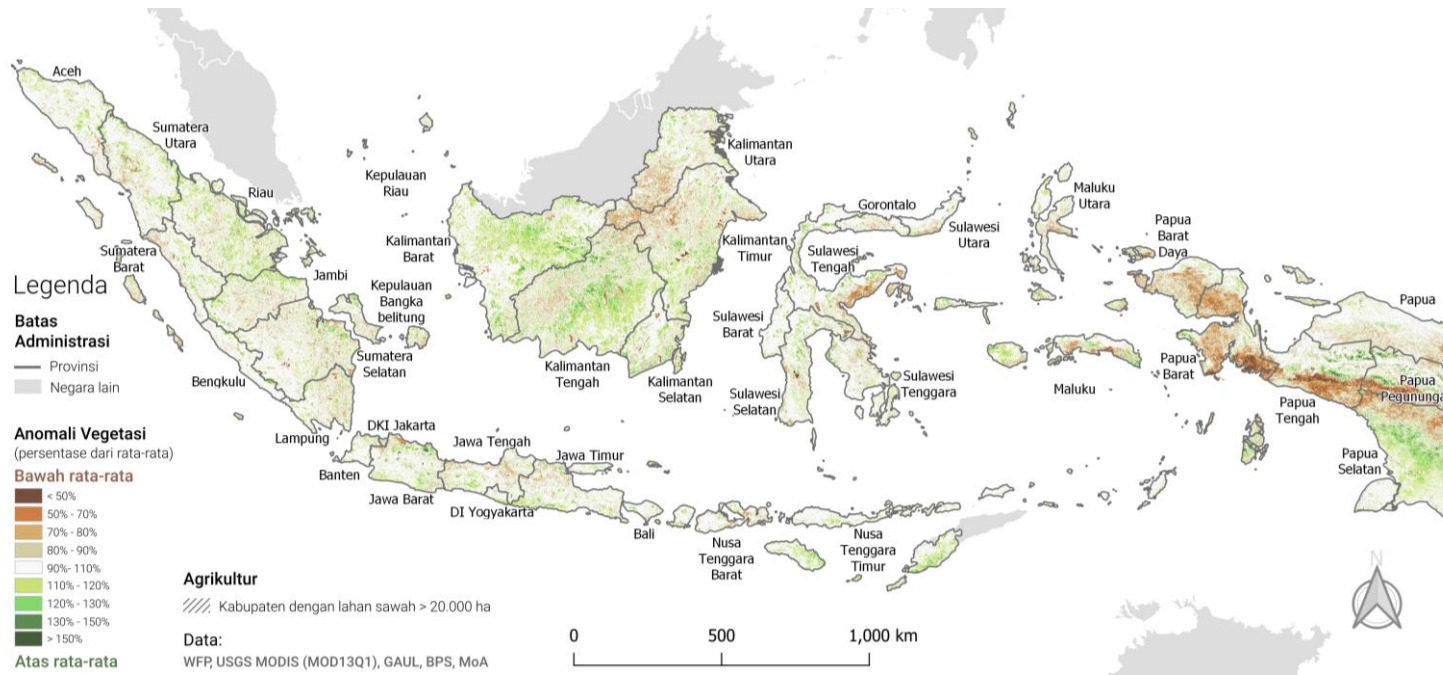 Aceh
Sumatera
Utara
Riau
Kepulauan
Riau
Sumatera
Barat
Jambi
Kepulauan
Bangka
belitung
Sumatera
Selatan
Bengkulu
Lampung
Kalimantan
Barat
Kalimantan
Utara
Kalimantan
Timur
Kalimantan
Tengah
Kalimantan
Selatan
Gorontalo
Sulawesi
Utara
Sulawesi
Tengah
Sulawesi
Barat
Sulawesi
Selatan
Sulawesi
Tenggara
Maluku
Utara
Maluku
Papua
Barat
Daya
Papua
Barat
Papua
Papua
Pegununga
Papua
Tengah
Papua
Selatan
DKI Jakarta
Banten
Jawa Barat
Jawa Tengah
DI Yogyakarta
Jawa Timur
Bali
Nusa
Tenggara
Barat
Nusa
Tenggara
Timur
Legenda
Batas
Administrasi
Provinsi
Negara lain
Anomali Vegetasi
(persentase dari rata-rata)
Bawah rata-rata
< 50%
50% - 70%
70% - 80%
80% - 90%
90%- 110%
110% - 120%
120% - 130%
130% - 150%
> 150%
Atas rata-rata
Agrikultur
Kabupaten dengan lahan sawah > 20.000 ha
Data:
WFP, USGS MODIS (MOD13Q1), GAUL, BPS, MoA
0 500 1,000 km
N